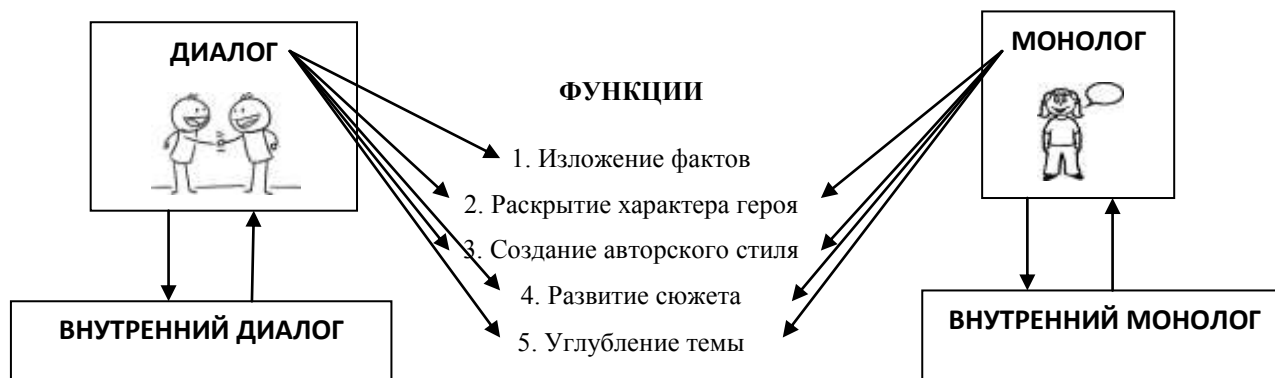 ДИАЛОГ
МОНОЛОГ
ФУНКЦИИ
1. Изложение фактов
2. Раскрытие характера героя
3. Создание авторского стиля
4. Развитие сюжета
5. Углубление темы
ВНУТРЕННИЙ ДИАЛОГ
ВНУТРЕННИЙ МОНОЛОГ